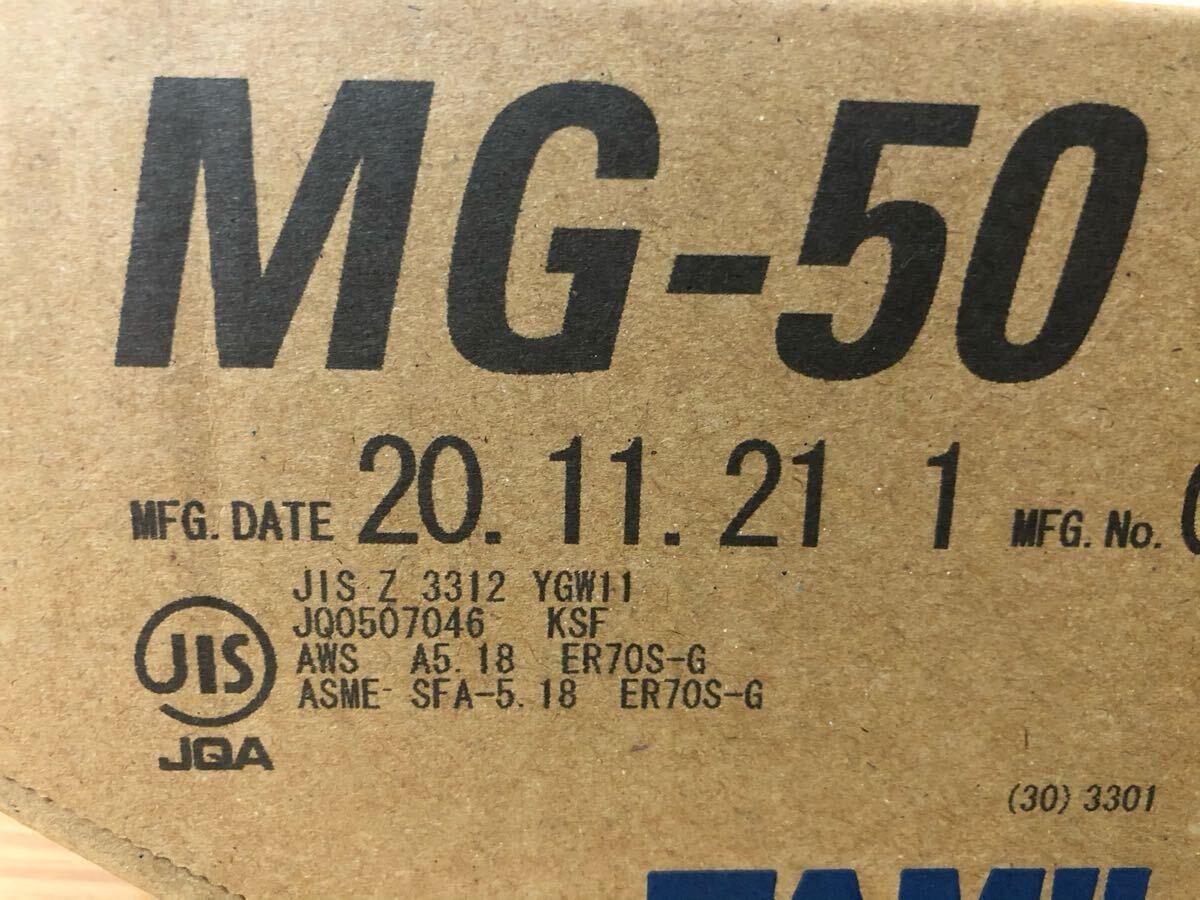 MG-50
MFG. DATE 20. 11. 21 1 MFG. No.
JIS Z 3312 YGW11
JQ0507046 KSF
AWS A5.18 ER70S-G
ASME SFA-5.18 ER70S-G
JIS
JQA
(30) 3301